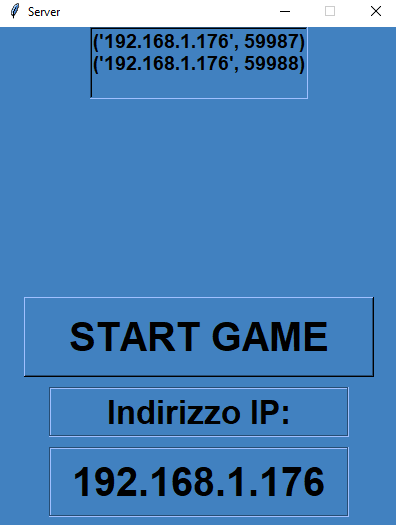 Server
('192.168.1.176', 59987)
('192.168.1.176', 59988)
START GAME
Indirizzo IP:
192.168.1.176